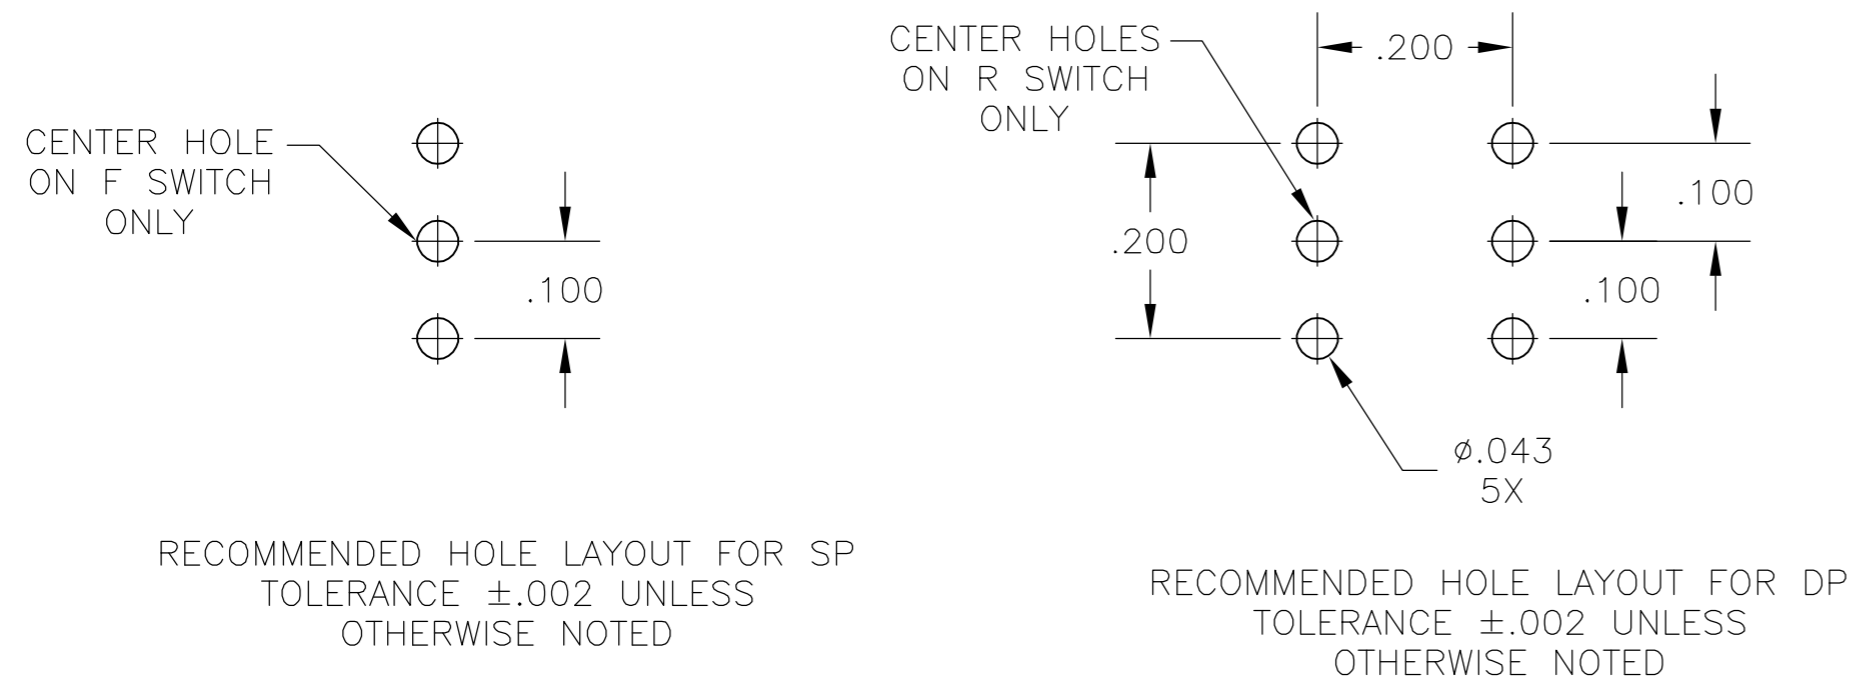 CENTER HOLE
ON F SWITCH
ONLY
.100
RECOMMENDED HOLE LAYOUT FOR SP
TOLERANCE ±.002 UNLESS
OTHERWISE NOTED
CENTER HOLES
ON R SWITCH
ONLY
.200
.100
.200
.100
ø.043
5X
RECOMMENDED HOLE LAYOUT FOR DP
TOLERANCE ±.002 UNLESS
OTHERWISE NOTED